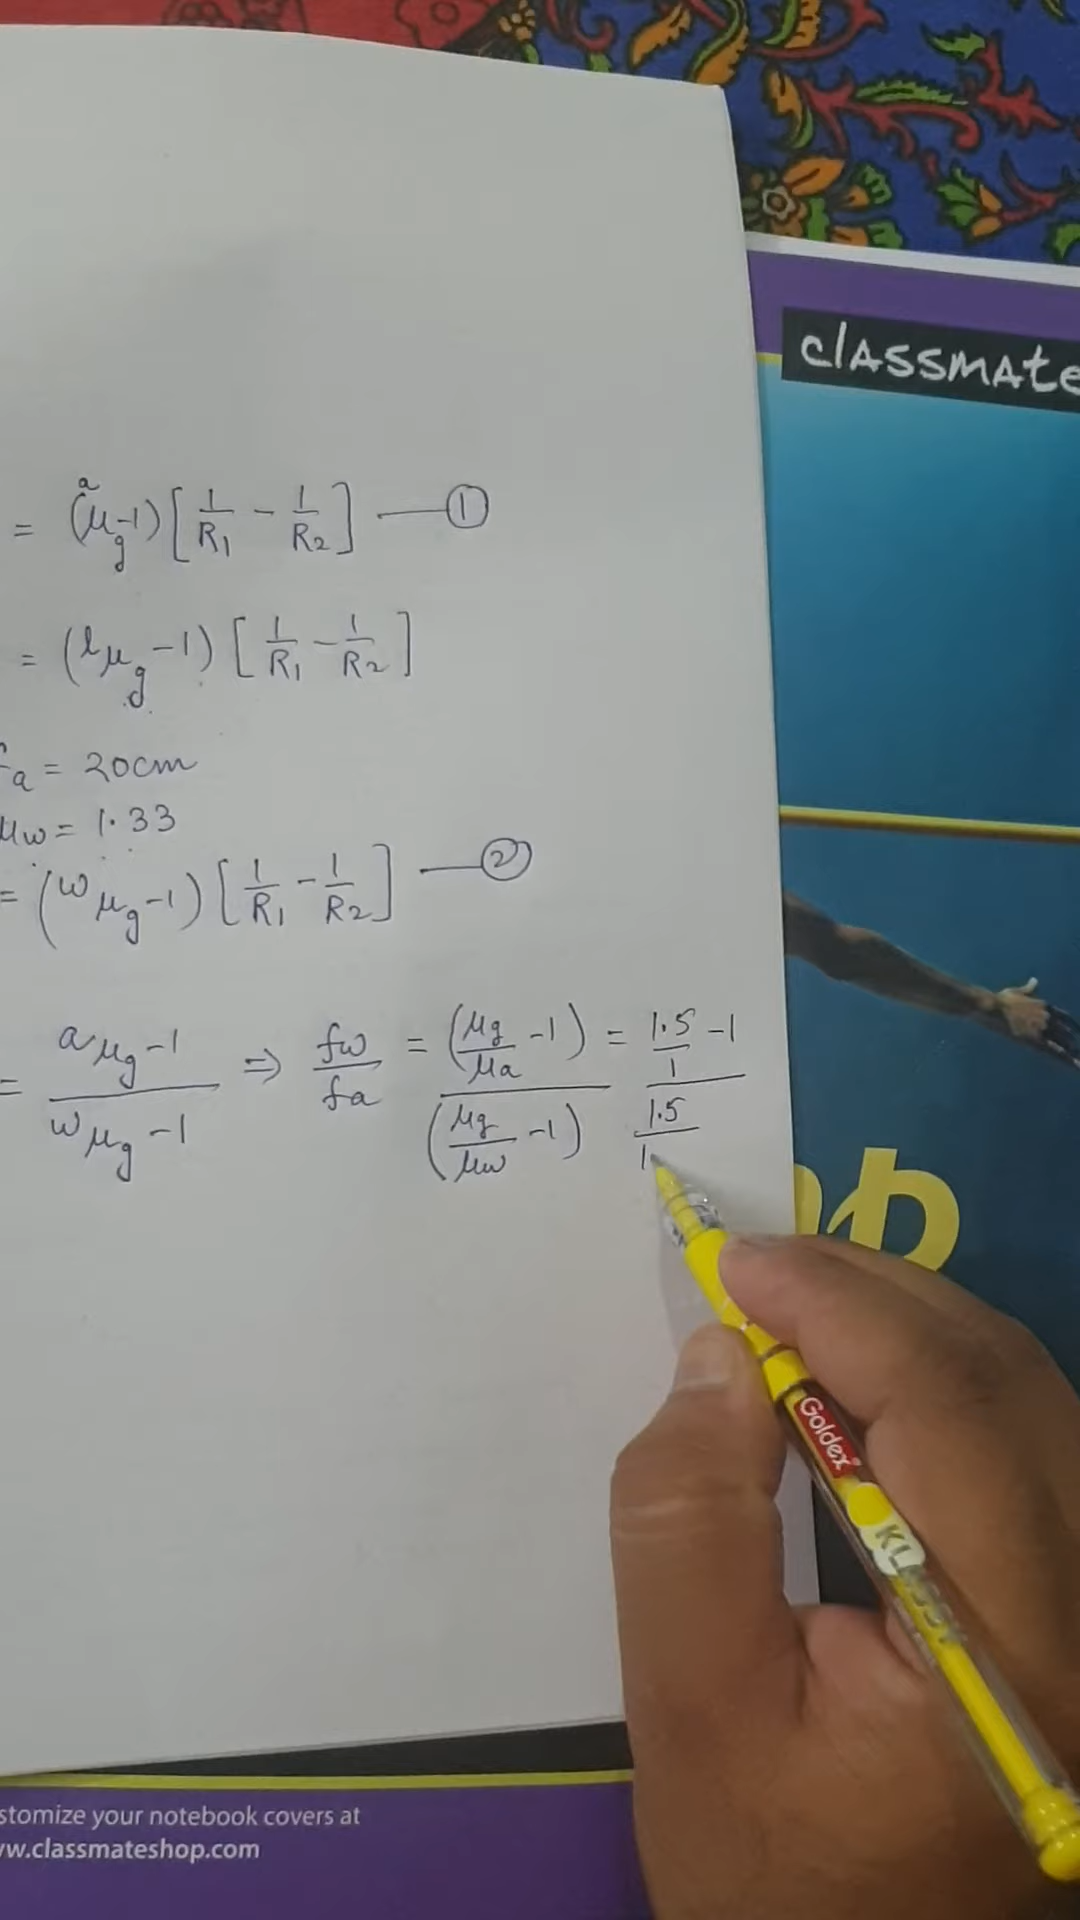 classmate
= (ᵃμg-1) [1/R₁ - 1/R₂] — ①
= (ˡμg-1) [1/R₁ - 1/R₂]
fa = 20cm
μw = 1.33
= (ʷμg-1) [1/R₁ - 1/R₂] — ②
= (ᵃμg-1)/(ʷμg-1) ⇒ fw/fa = (μg/μa -1)/(μg/μw -1) = (1.5/1 -1)/(1.5/1
Goldex
KLASSY
stomize your notebook covers at
ww.classmateshop.com